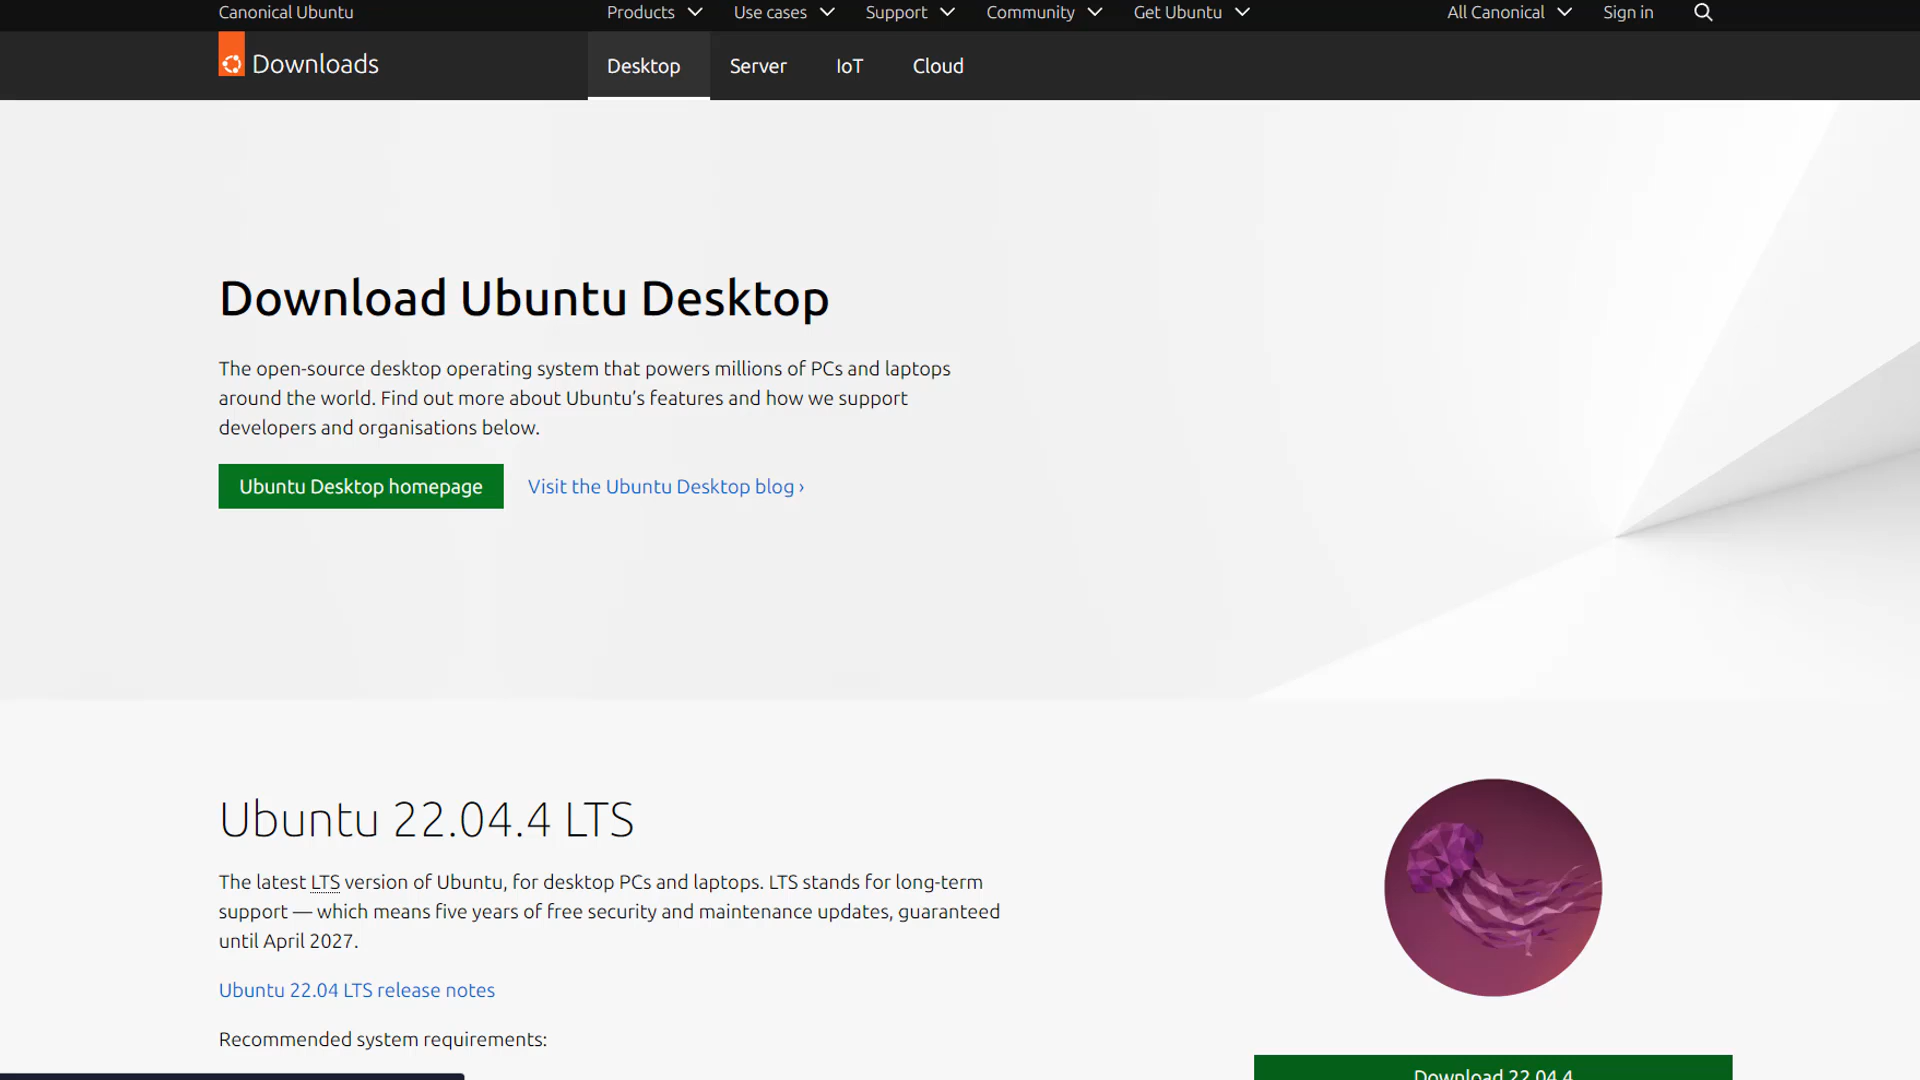 Canonical Ubuntu
Products
Use cases
Support
Community
Get Ubuntu
All Canonical
Sign in
Downloads
Desktop
Server
IoT
Cloud
Download Ubuntu Desktop
The open-source desktop operating system that powers millions of PCs and laptops
around the world. Find out more about Ubuntu’s features and how we support
developers and organisations below.
Ubuntu Desktop homepage
Visit the Ubuntu Desktop blog ›
Ubuntu 22.04.4 LTS
The latest LTS version of Ubuntu, for desktop PCs and laptops. LTS stands for long-term
support — which means five years of free security and maintenance updates, guaranteed
until April 2027.
Ubuntu 22.04 LTS release notes
Recommended system requirements:
Download 22.04.4